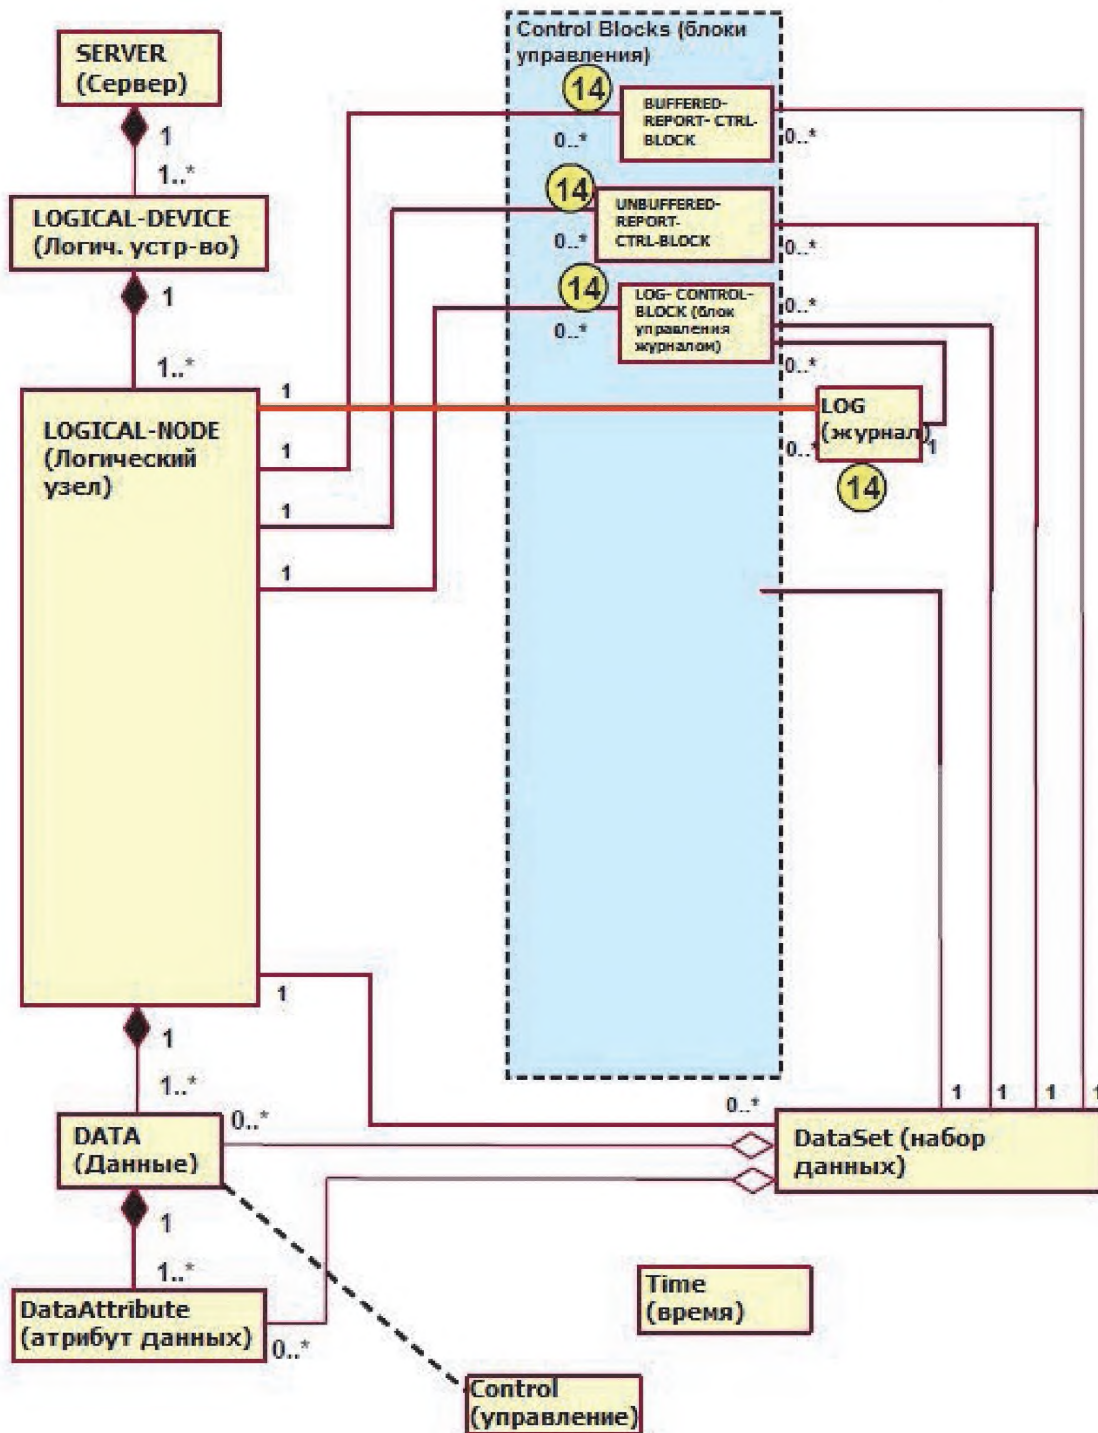 Control Blocks (блоки
управления)
SERVER
(Сервер)
1
1..*
LOGICAL-DEVICE
(Логич. устр-во)
1
1..*
14
0..*
BUFFERED-
REPORT- CTRL-
BLOCK
0..*
14
0..*
UNBUFFERED-
REPORT-
CTRL-BLOCK
0..*
14
0..*
LOG- CONTROL-
BLOCK (блок
управления
журналом)
0..*
0..*
LOGICAL-NODE
(Логический
узел)
1
1
1
1
LOG
(журнал)
0..*
1
14
1
1
1..*
DATA
(Данные)
0..*
0..*
1
1
1
1
DataSet (набор
данных)
1
1..*
DataAttribute
(атрибут данных)
0..*
Time
(время)
Control
(управление)